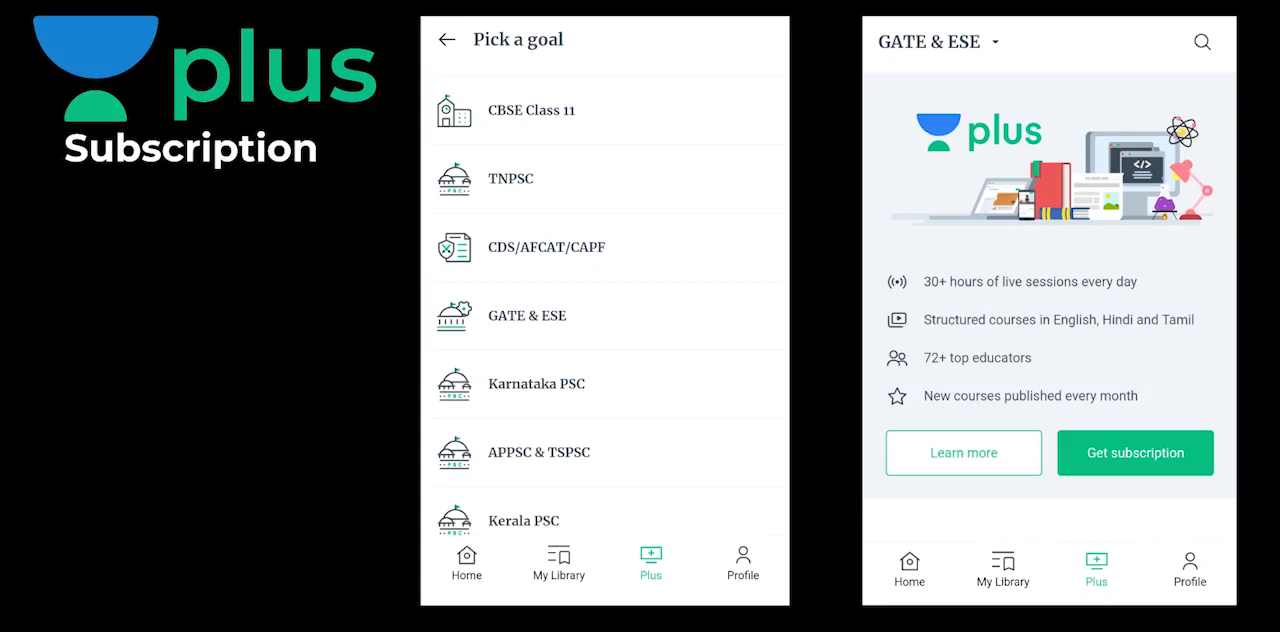 plus
Subscription
Pick a goal
CBSE Class 11
TNPSC
CDS/AFCAT/CAPF
GATE & ESE
Karnataka PSC
APPSC & TSPSC
Kerala PSC
Home
My Library
Plus
Profile
GATE & ESE
plus
</>
30+ hours of live sessions every day
Structured courses in English, Hindi and Tamil
72+ top educators
New courses published every month
Learn more
Get subscription
Home
My Library
Plus
Profile